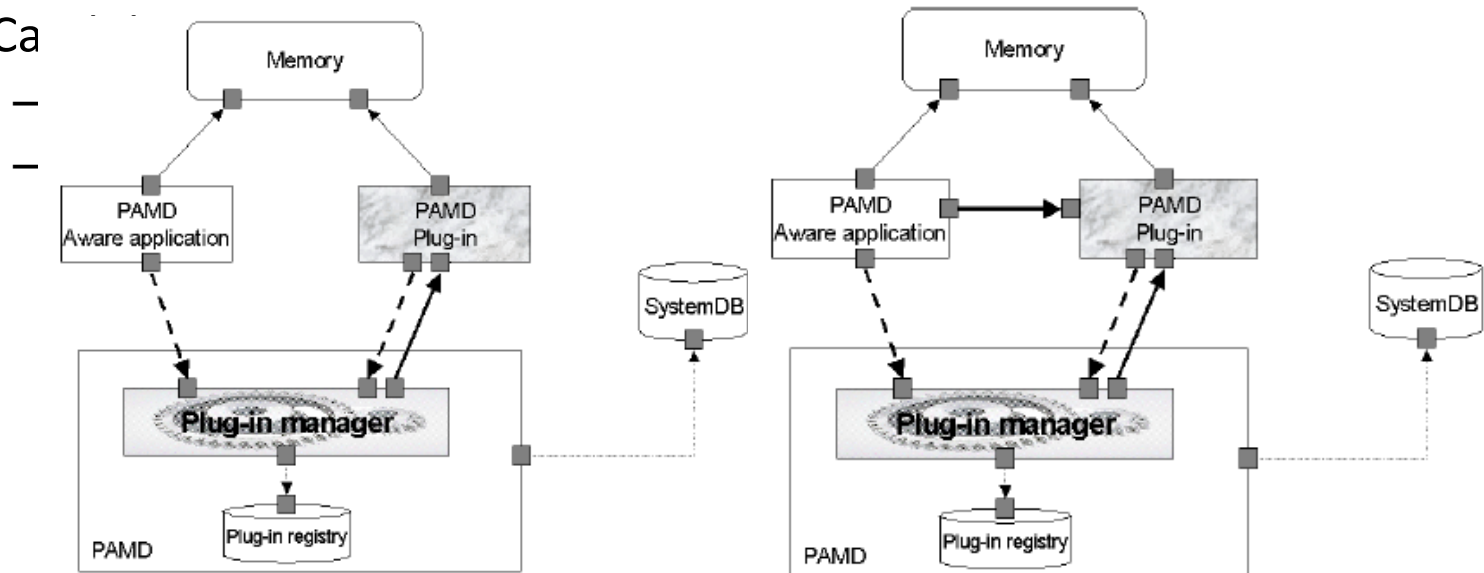 Ca
–
–
Memory
PAMD
Aware application
PAMD
Plug-in
SystemDB
Plug-in manager
Plug-in registry
PAMD
Memory
PAMD
Aware application
PAMD
Plug-in
SystemDB
Plug-in manager
Plug-in registry
PAMD